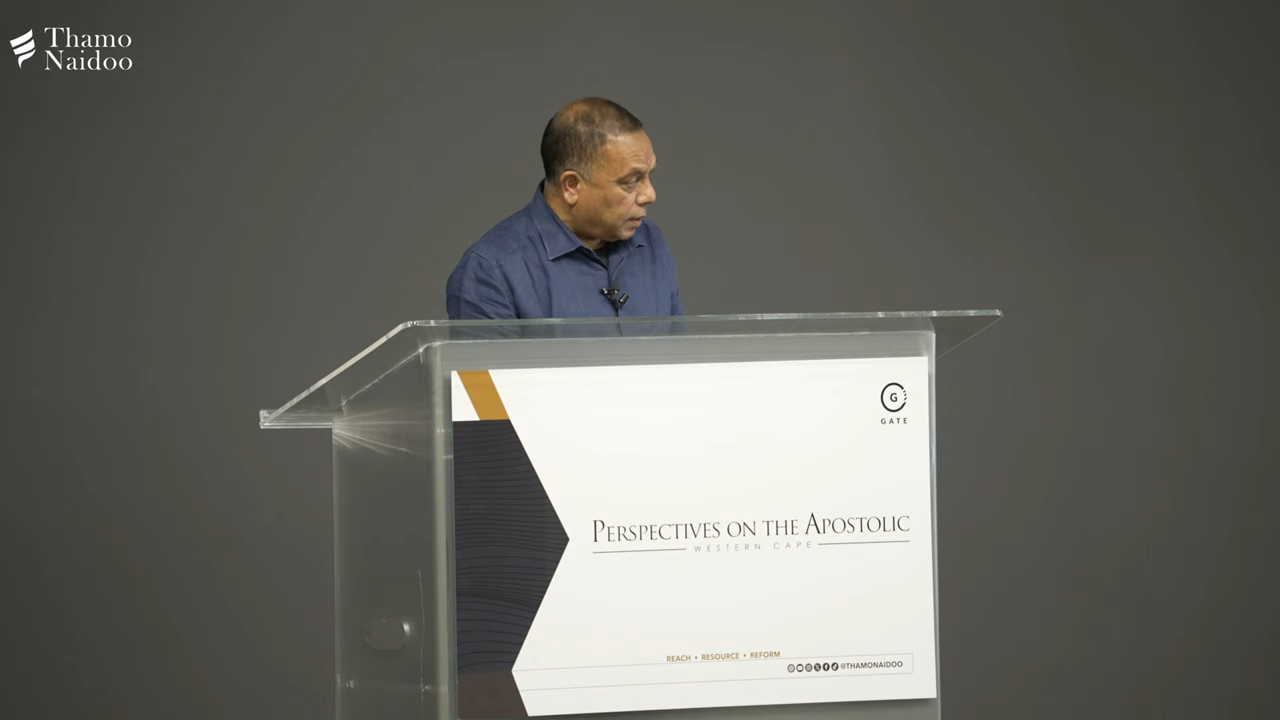 Thamo
Naidoo
G
GATE
PERSPECTIVES ON THE APOSTOLIC
WESTERN CAPE
REACH • RESOURCE • REFORM
@THAMONAIDOO